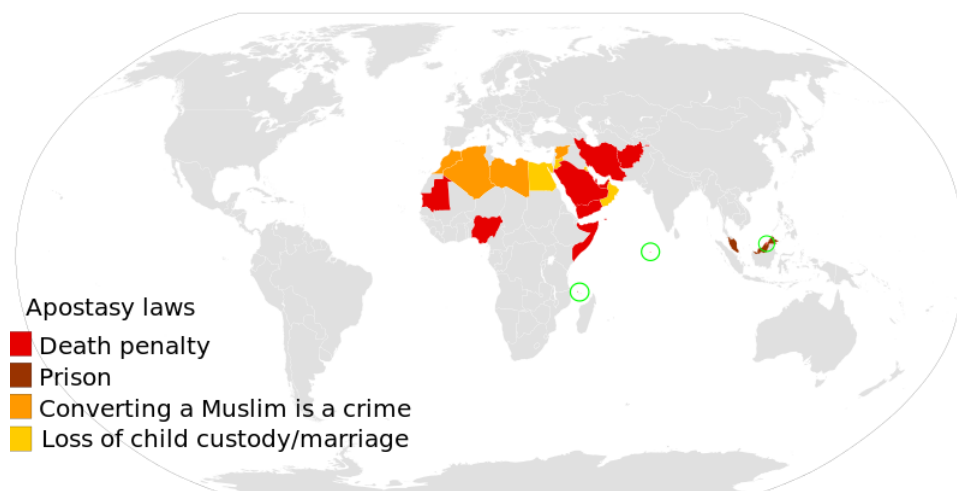 Apostasy laws
Death penalty
Prison
Converting a Muslim is a crime
Loss of child custody/marriage